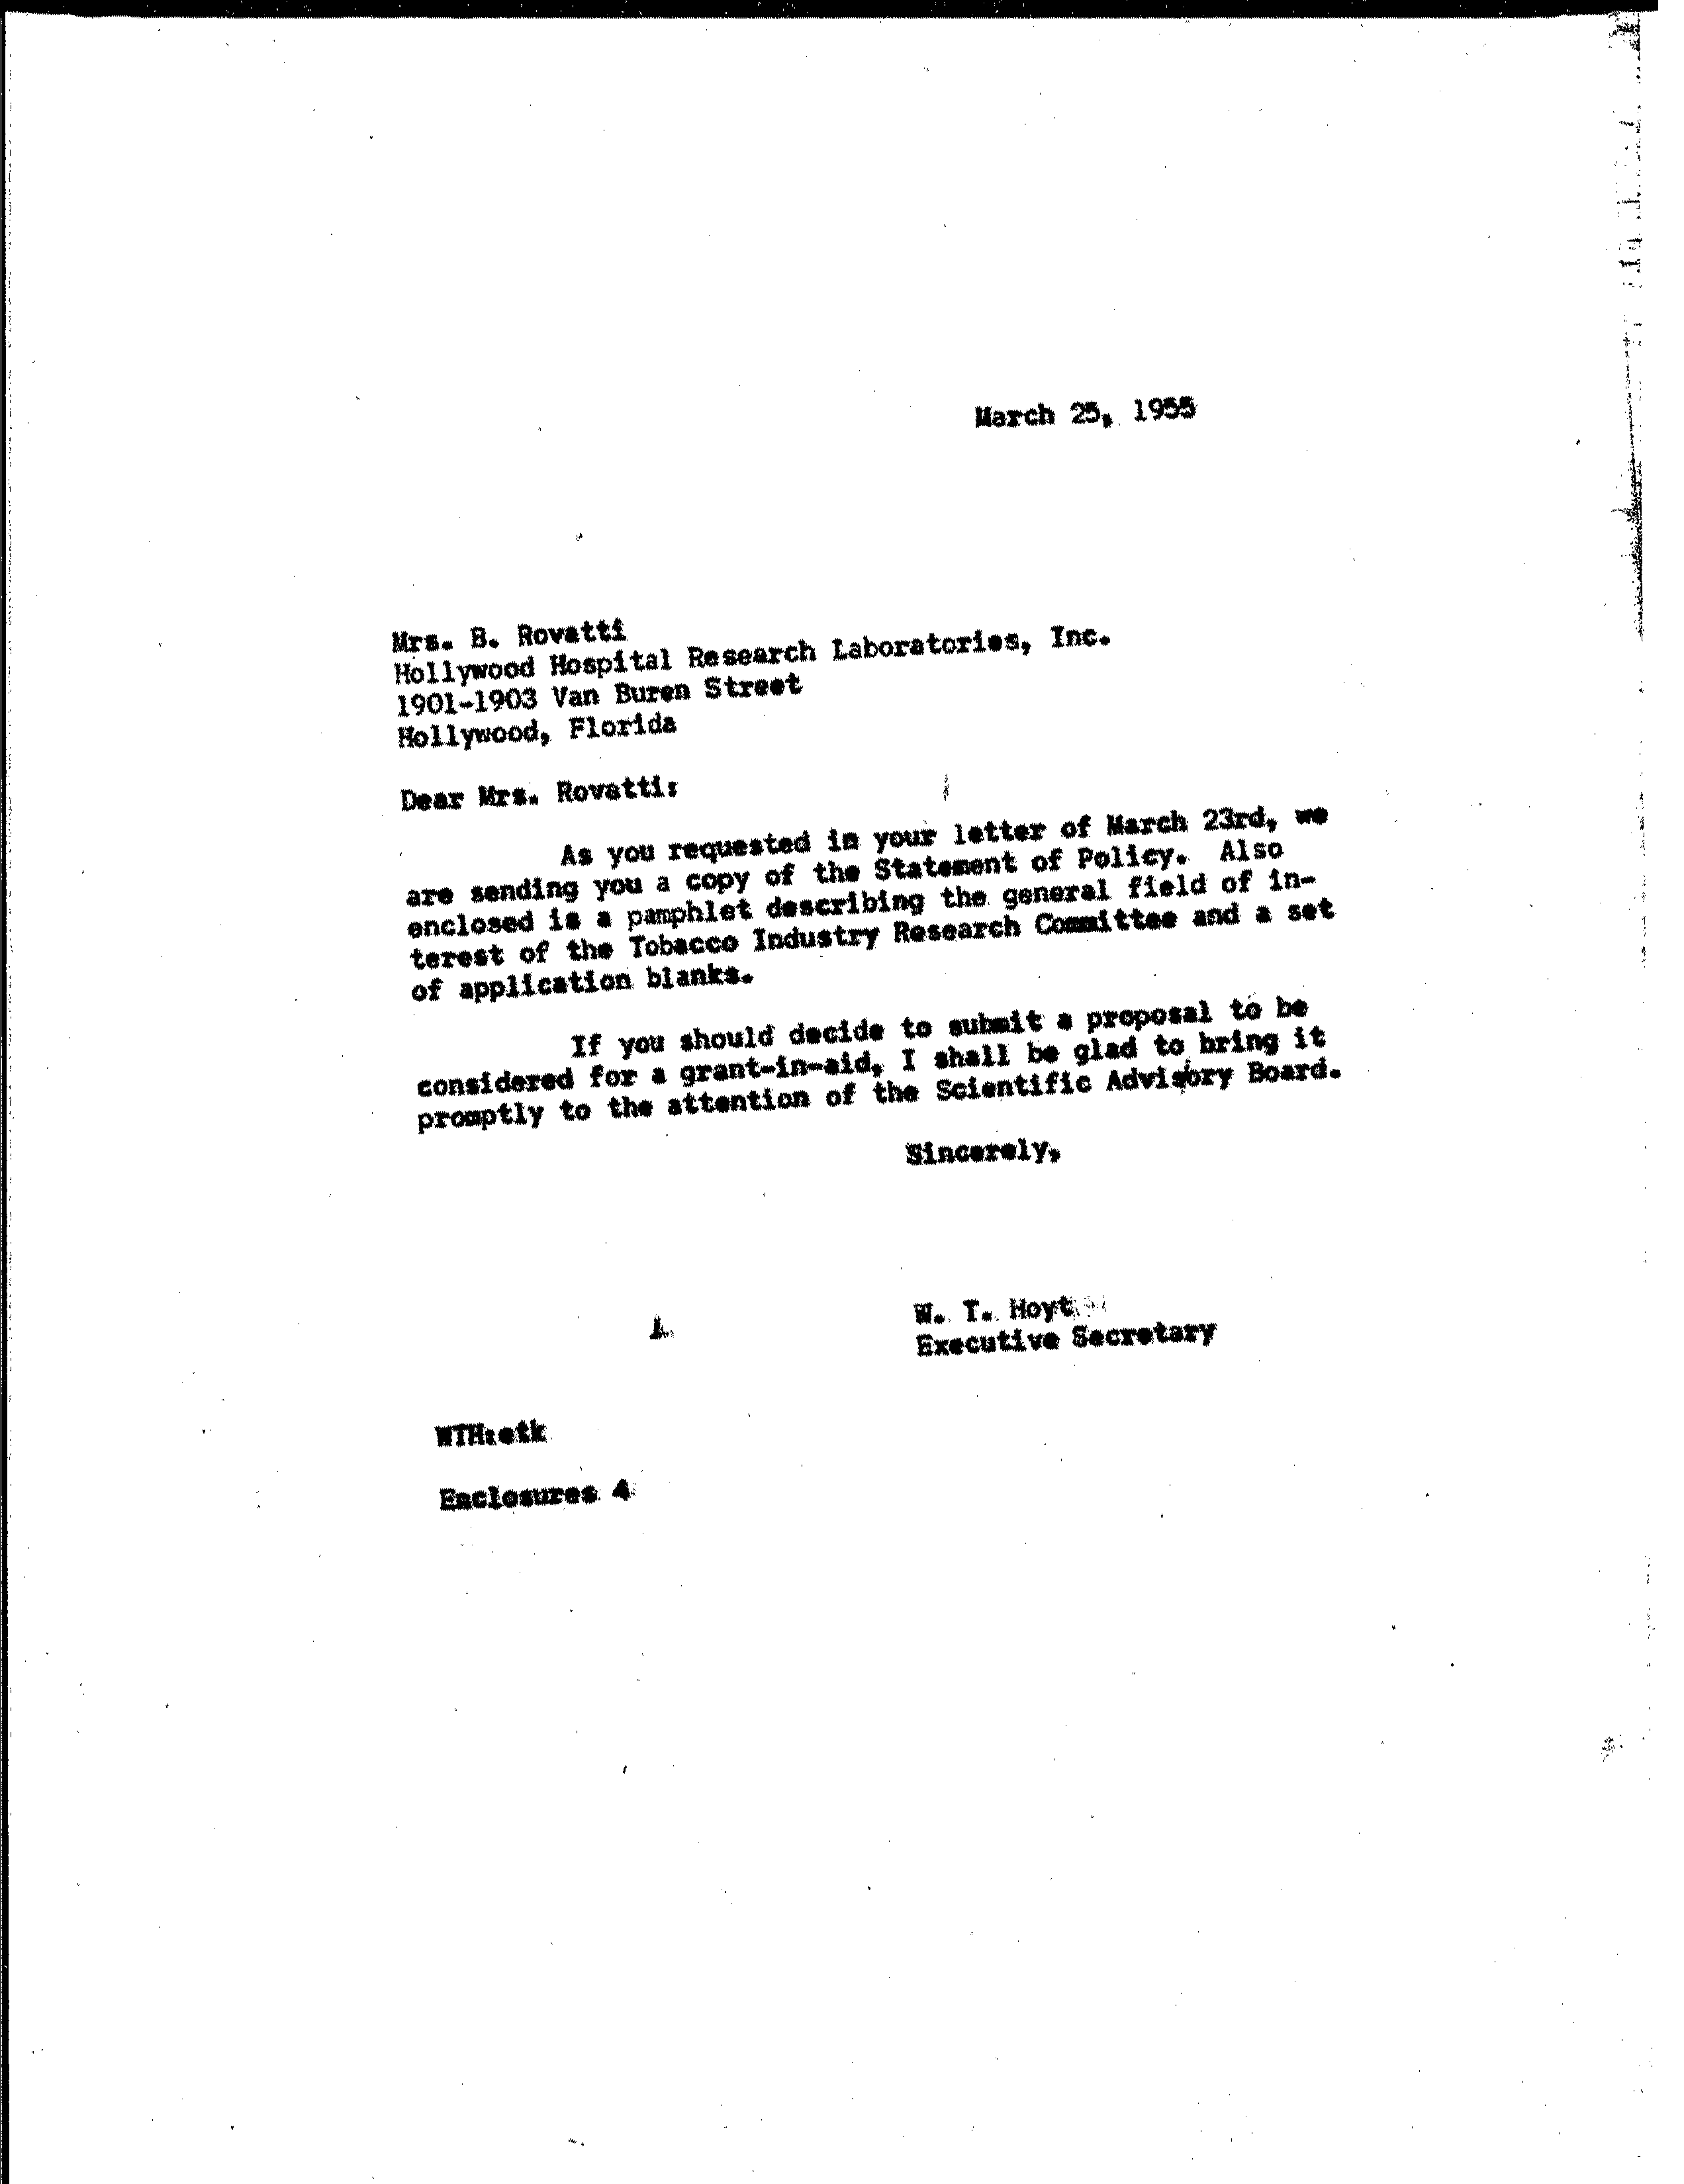 March 25, 1955
Mrs. B. Rovatti
Hollywood Hospital Research Laboratories, Inc.
1901-1903 Van Buren Street
Hollywood, Florida
Dear Mrs. Rovatti:
As you requested in your letter of March 23rd, we
are sending you a copy of the Statement of Policy. Also
enclosed is a pamphlet describing the general field of in-
terest of the Tobacco Industry Research Committee and a set
of application blanks.
If you should decide to submit a proposal to be
considered for a grant-in-aid, I shall be glad to bring it
promptly to the attention of the Scientific Advisory Board.
Sincerely,
W. T. Hoyt
Executive Secretary
WTH:etk
Enclosures 4